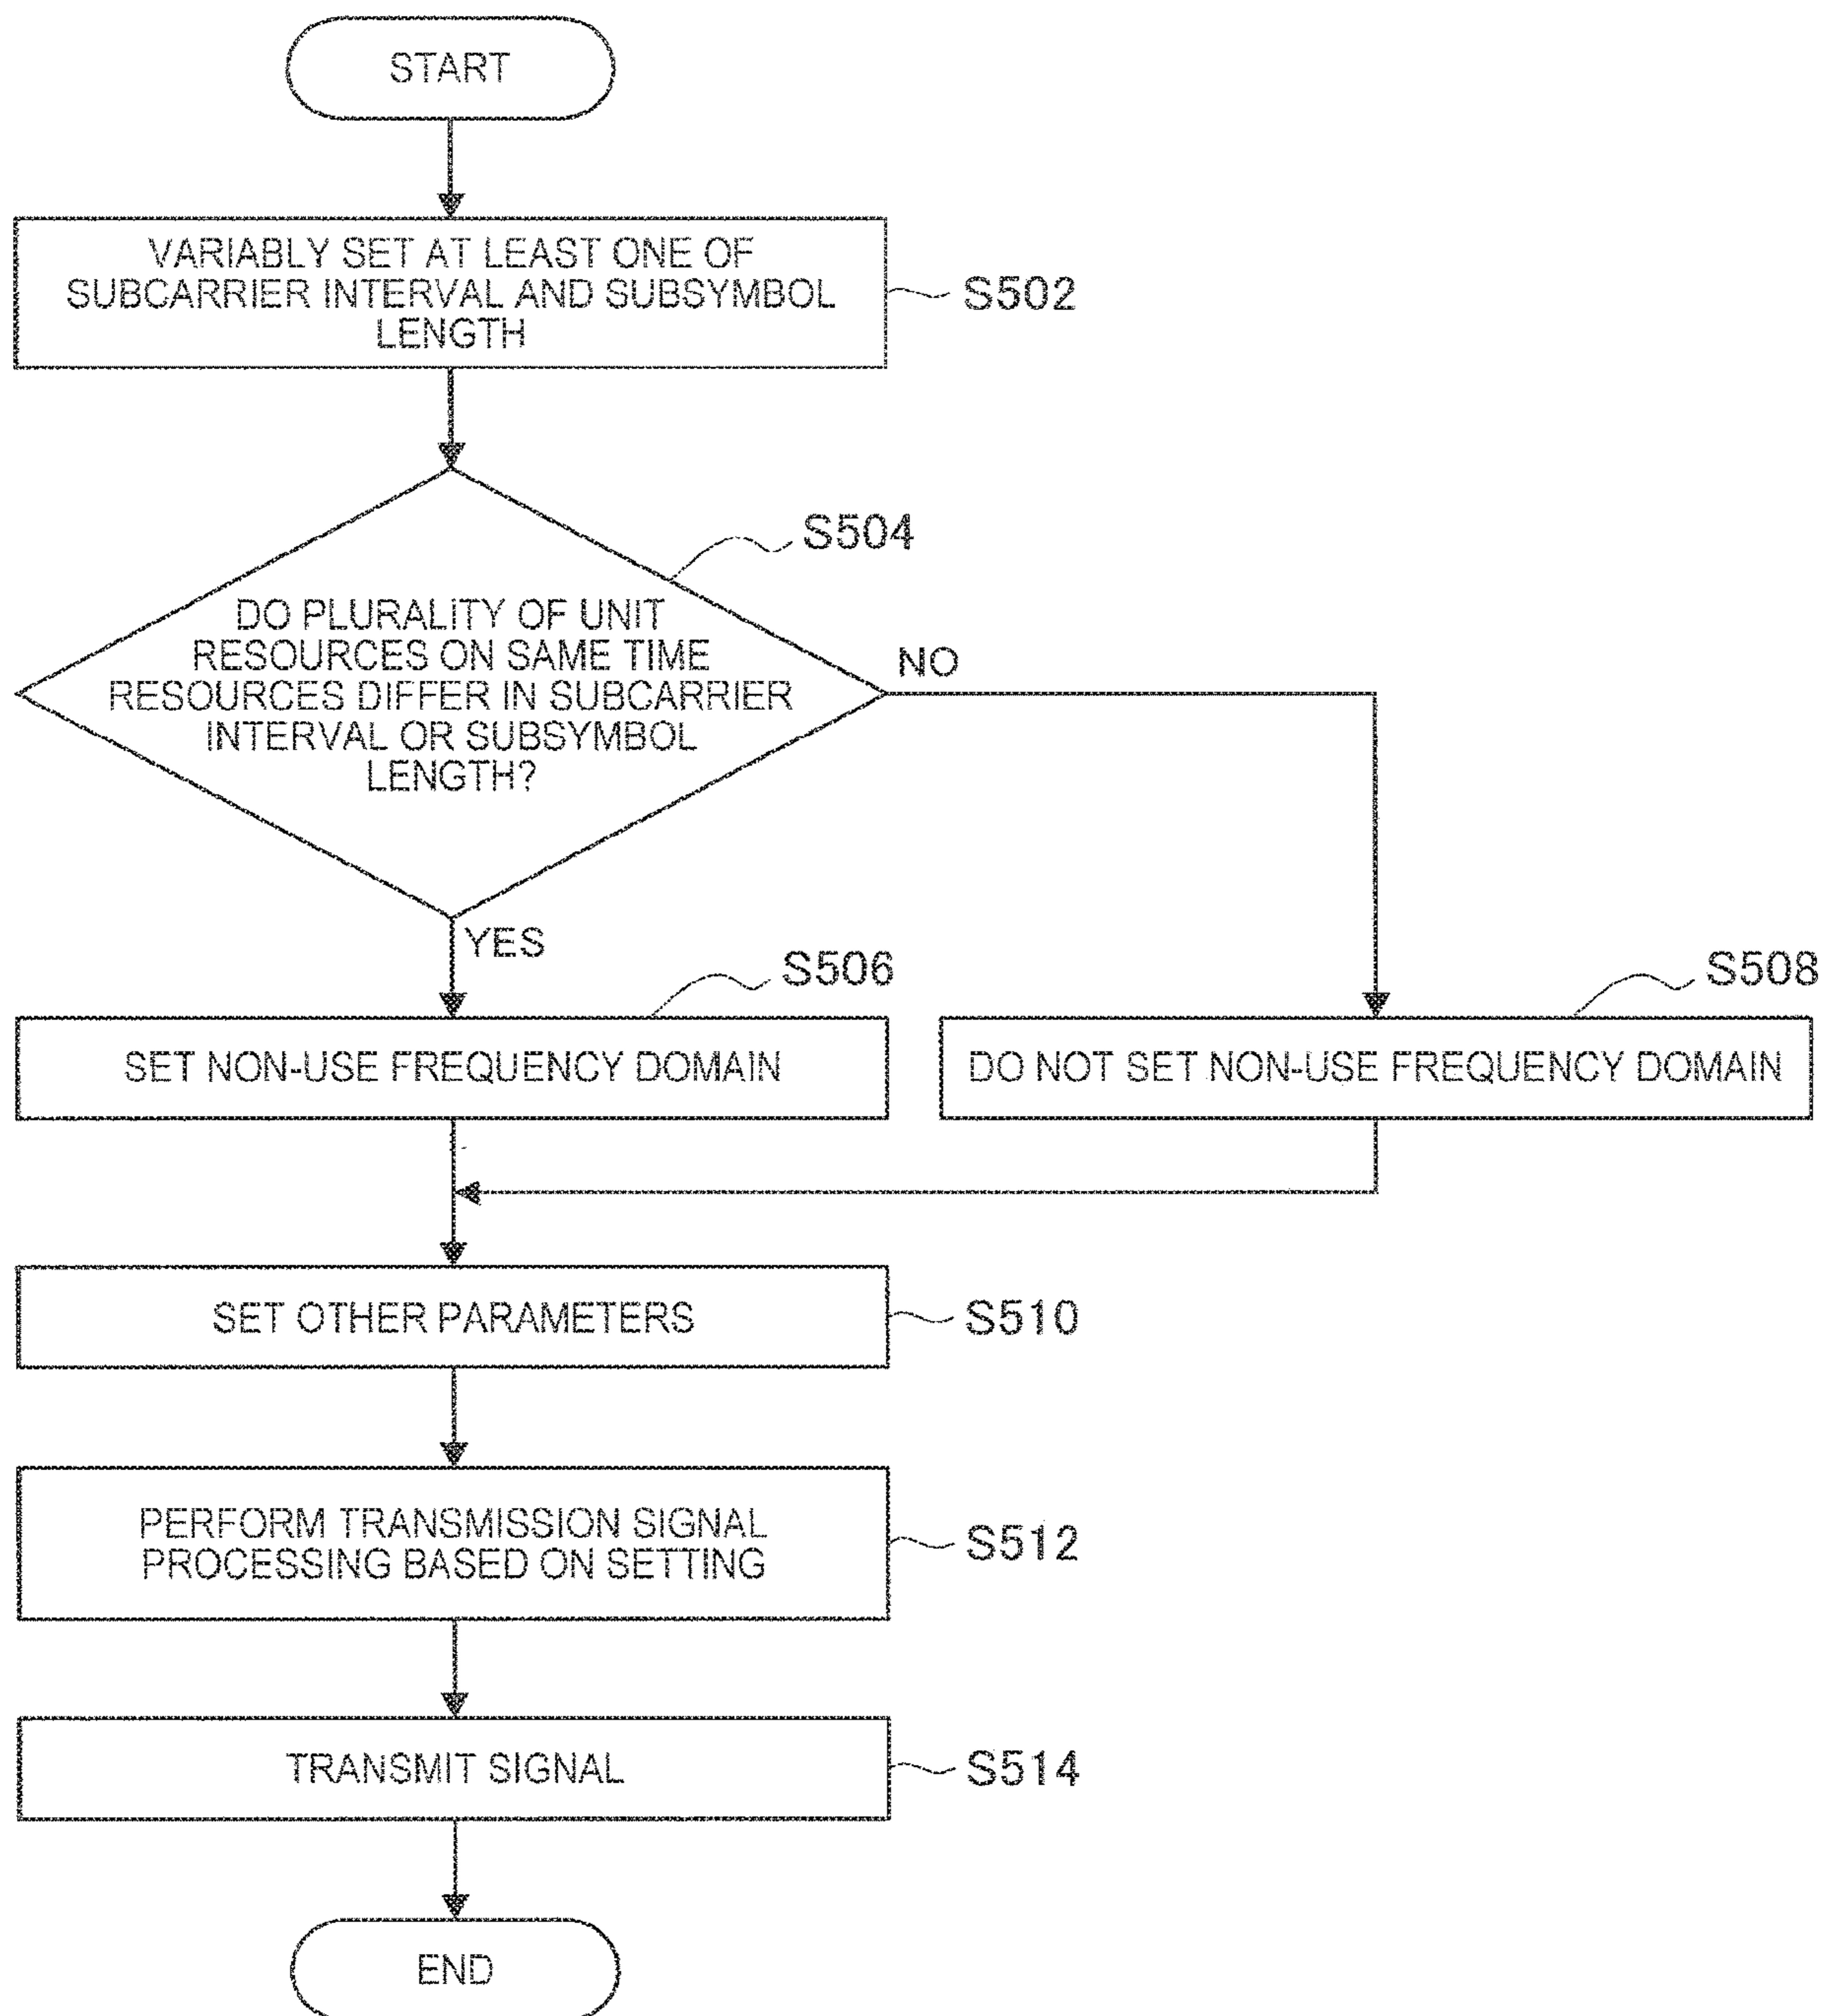 START
VARIABLY SET AT LEAST ONE OF
SUBCARRIER INTERVAL AND SUBSYMBOL
LENGTH
S502
S504
DO PLURALITY OF UNIT
RESOURCES ON SAME TIME
RESOURCES DIFFER IN SUBCARRIER
INTERVAL OR SUBSYMBOL
LENGTH?
NO
YES
S506
S508
SET NON-USE FREQUENCY DOMAIN
DO NOT SET NON-USE FREQUENCY DOMAIN
SET OTHER PARAMETERS
S510
PERFORM TRANSMISSION SIGNAL
PROCESSING BASED ON SETTING
S512
TRANSMIT SIGNAL
S514
END